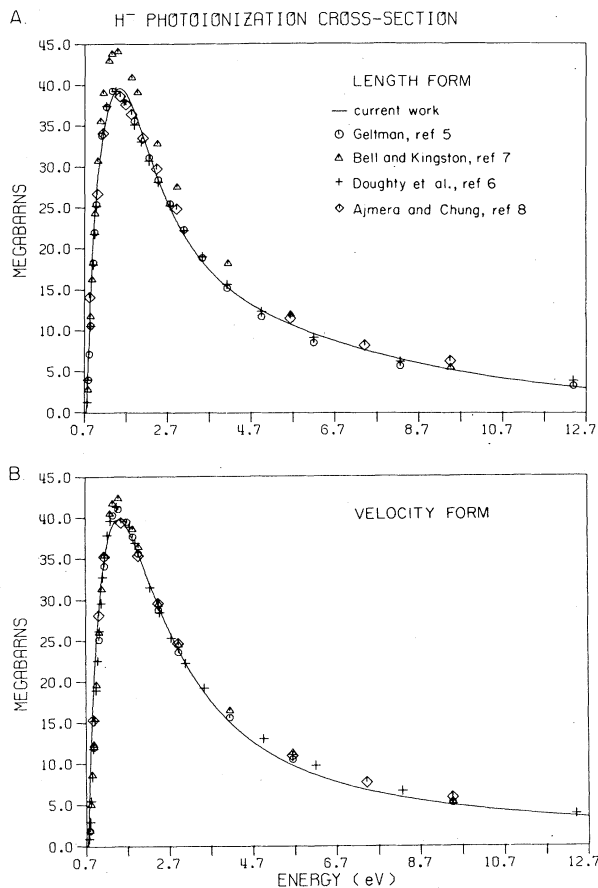 A.
H⁻ PHOTOIONIZATION CROSS-SECTION
45.0
40.0
35.0
30.0
25.0
20.0
15.0
10.0
5.0
0.0
MEGABARNS
LENGTH FORM
current work
Geltman, ref 5
Bell and Kingston, ref 7
Doughty et al., ref 6
Ajmera and Chung, ref 8
0.7 2.7 4.7 6.7 8.7 10.7 12.7
B.
45.0
40.0
35.0
30.0
25.0
20.0
15.0
10.0
5.0
0.0
MEGABARNS
VELOCITY FORM
0.7 2.7 4.7 6.7 8.7 10.7 12.7
ENERGY (eV)